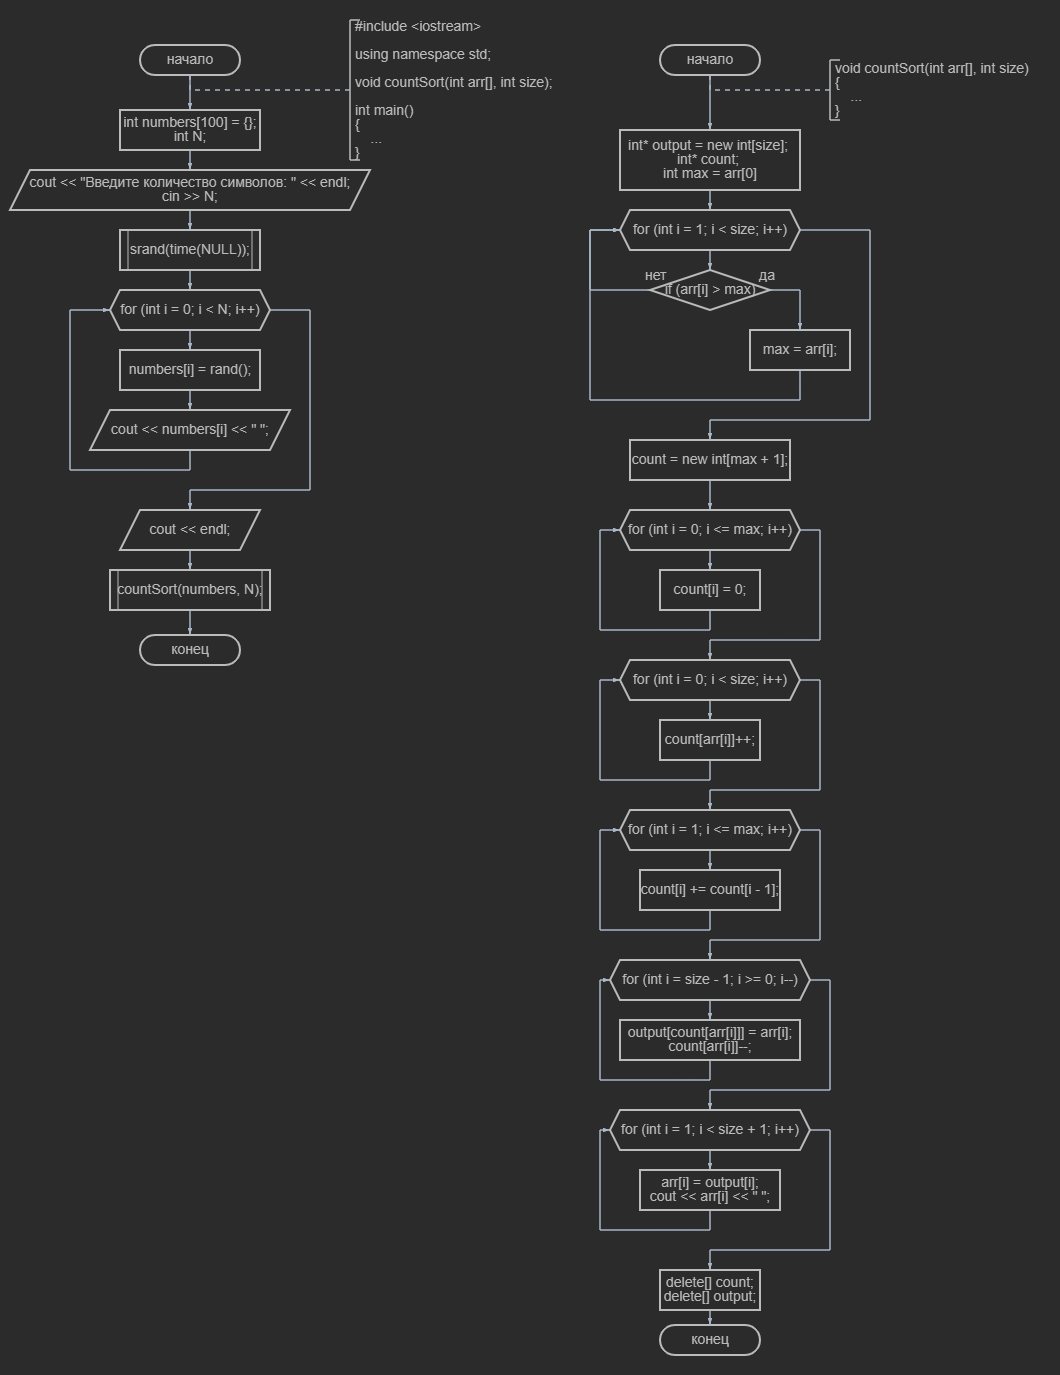 начало
#include <iostream>
using namespace std;
void countSort(int arr[], int size);
int main()
{
...
}
int numbers[100] = {};
int N;
cout << "Введите количество символов: " << endl;
cin >> N;
srand(time(NULL));
for (int i = 0; i < N; i++)
numbers[i] = rand();
cout << numbers[i] << " ";
cout << endl;
countSort(numbers, N);
конец
начало
void countSort(int arr[], int size)
{
...
}
int* output = new int[size];
int* count;
int max = arr[0]
for (int i = 1; i < size; i++)
нет
да
if (arr[i] > max)
max = arr[i];
count = new int[max + 1];
for (int i = 0; i <= max; i++)
count[i] = 0;
for (int i = 0; i < size; i++)
count[arr[i]]++;
for (int i = 1; i <= max; i++)
count[i] += count[i - 1];
for (int i = size - 1; i >= 0; i--)
output[count[arr[i]]] = arr[i];
count[arr[i]]--;
for (int i = 1; i < size + 1; i++)
arr[i] = output[i];
cout << arr[i] << " ";
delete[] count;
delete[] output;
конец